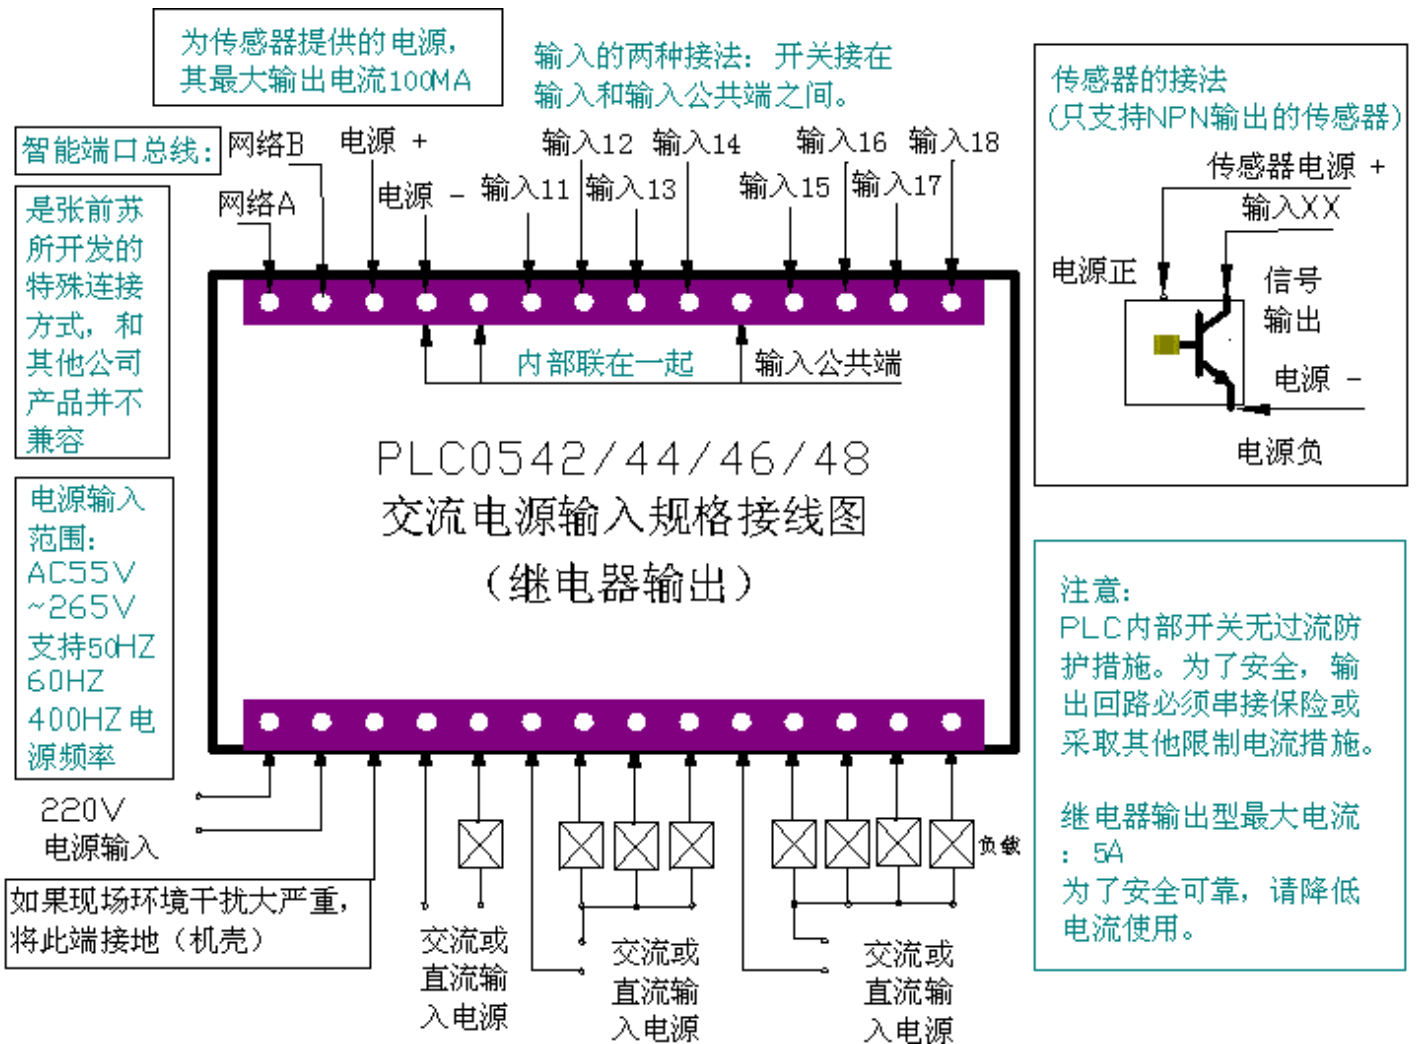 为传感器提供的电源，
其最大输出电流100MA
输入的两种接法：开关接在
输入和输入公共端之间。
传感器的接法
(只支持NPN输出的传感器)
传感器电源 +
输入XX
电源正
信号
输出
电源 -
电源负
智能端口总线：
网络B
网络A
电源 +
电源 -
输入11
输入12
输入13
输入14
输入15
输入16
输入17
输入18
是张前苏
所开发的
特殊连接
方式，和
其他公司
产品并不
兼容
内部联在一起
输入公共端
PLC0542/44/46/48
交流电源输入规格接线图
（继电器输出）
电源输入
范围：
AC55V
~265V
支持50HZ
60HZ
400HZ电
源频率
注意：
PLC内部开关无过流防
护措施。为了安全，输
出回路必须串接保险或
采取其他限制电流措施。
继电器输出型最大电流
：5A
为了安全可靠，请降低
电流使用。
220V
电源输入
负载
如果现场环境干扰大严重，
将此端接地（机壳）
交流或
直流输
入电源
交流或
直流输
入电源
交流或
直流输
入电源